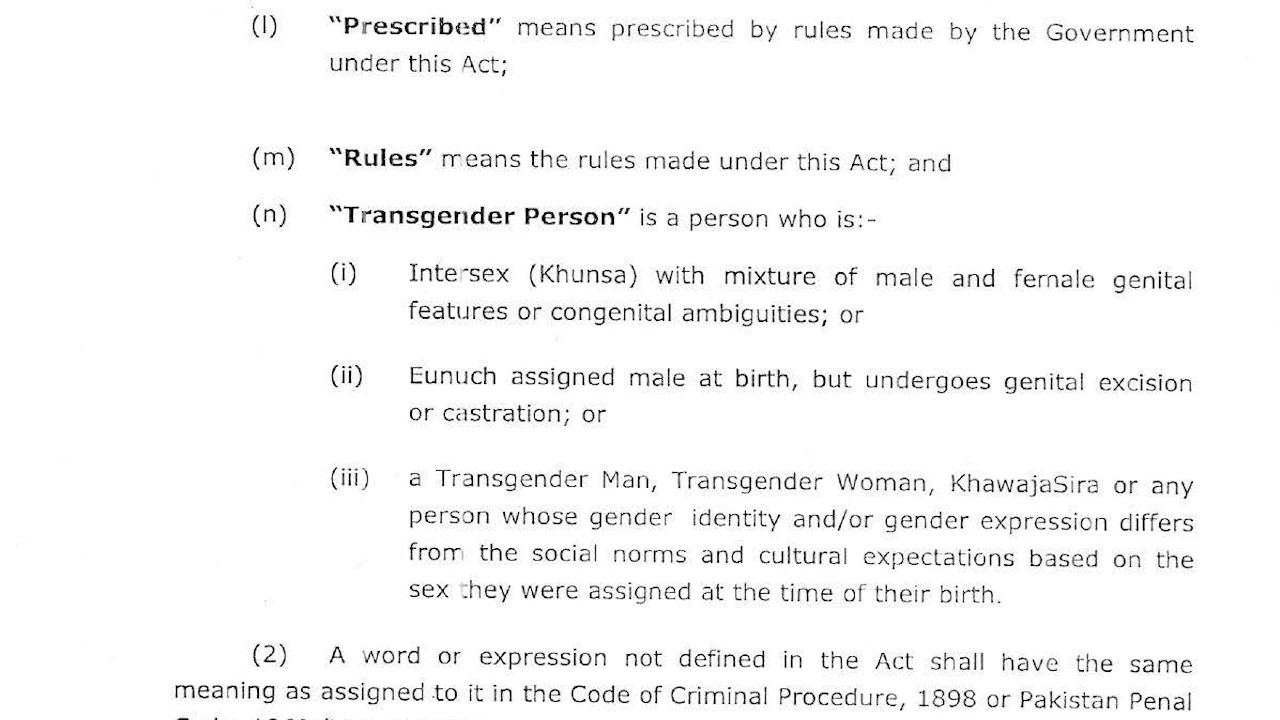 (l) "Prescribed" means prescribed by rules made by the Government
under this Act;
(m) "Rules" means the rules made under this Act; and
(n) "Transgender Person" is a person who is:-
(i) Intersex (Khunsa) with mixture of male and female genital
features or congenital ambiguities; or
(ii) Eunuch assigned male at birth, but undergoes genital excision
or castration; or
(iii) a Transgender Man, Transgender Woman, KhawajaSira or any
person whose gender identity and/or gender expression differs
from the social norms and cultural expectations based on the
sex they were assigned at the time of their birth.
(2) A word or expression not defined in the Act shall have the same
meaning as assigned to it in the Code of Criminal Procedure, 1898 or Pakistan Penal